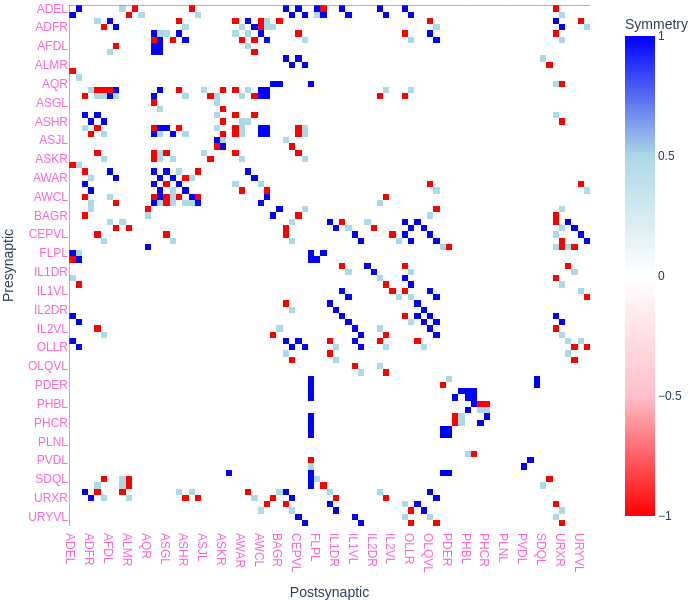 Symmetry
ADEL
ADFR
AFDL
ALMR
AQR
ASGL
ASHR
ASJL
ASKR
AWAR
AWCL
BAGR
CEPVL
FLPL
IL1DR
IL1VL
IL2DR
IL2VL
OLLR
OLQVL
PDER
PHBL
PHCR
PLNL
PVDL
SDQL
URXR
URYVL
Presynaptic
1
0.5
0
−0.5
−1
ADEL
ADFR
AFDL
ALMR
AQR
ASGL
ASHR
ASJL
ASKR
AWAR
AWCL
BAGR
CEPVL
FLPL
IL1DR
IL1VL
IL2DR
IL2VL
OLLR
OLQVL
PDER
PHBL
PHCR
PLNL
PVDL
SDQL
URXR
URYVL
Postsynaptic